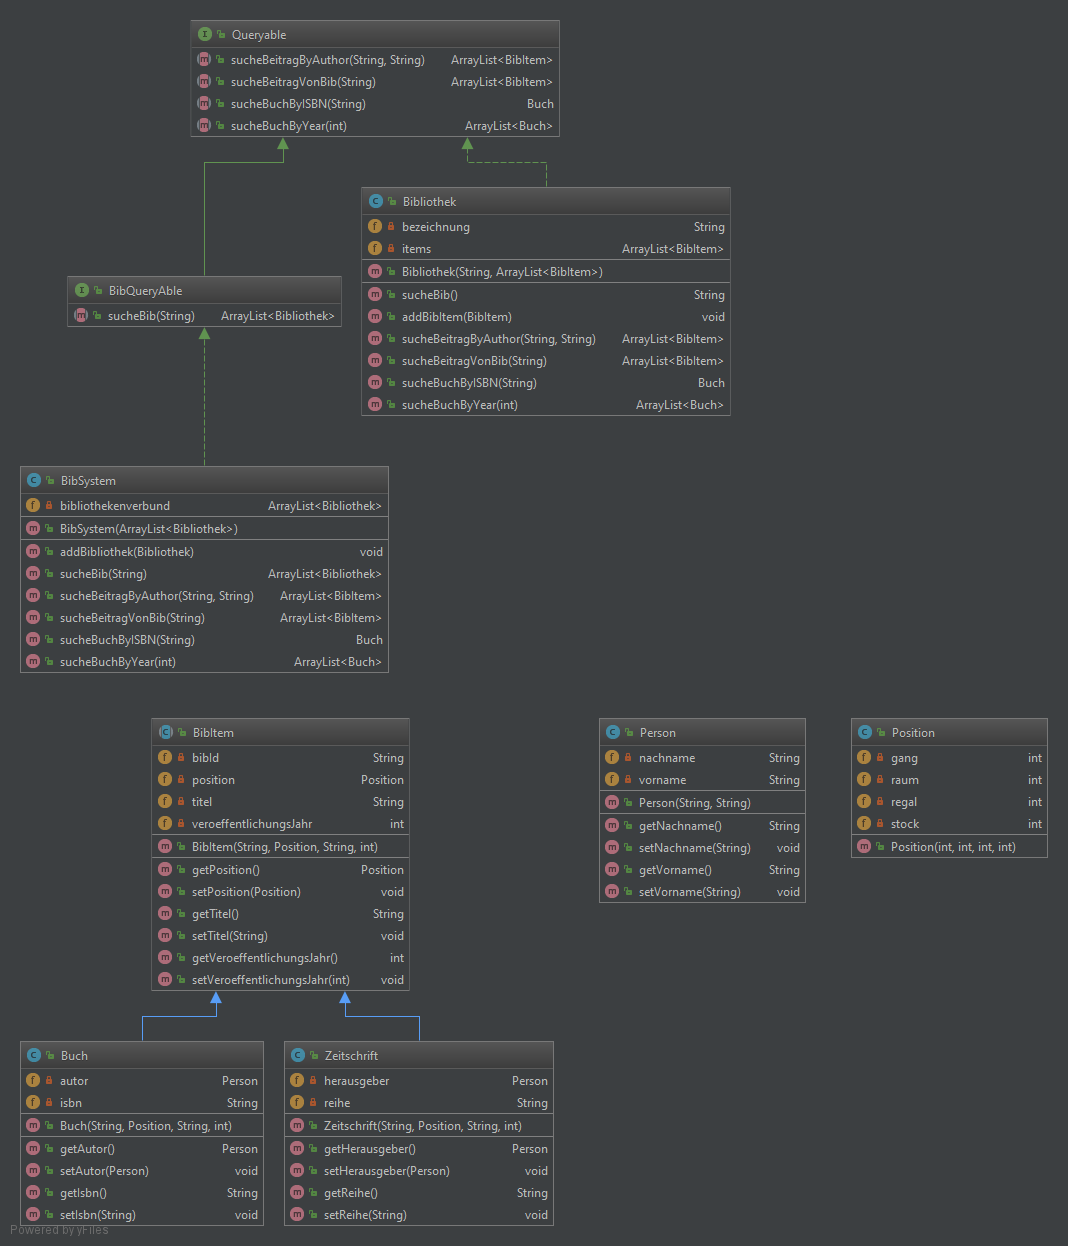 Queryable
sucheBeitragByAuthor(String, String) ArrayList<BibItem>
sucheBeitragVonBib(String) ArrayList<BibItem>
sucheBuchByISBN(String) Buch
sucheBuchByYear(int) ArrayList<Buch>
Bibliothek
bezeichnung String
items ArrayList<BibItem>
Bibliothek(String, ArrayList<BibItem>)
sucheBib() String
addBibItem(BibItem) void
sucheBeitragByAuthor(String, String) ArrayList<BibItem>
sucheBeitragVonBib(String) ArrayList<BibItem>
sucheBuchByISBN(String) Buch
sucheBuchByYear(int) ArrayList<Buch>
BibQueryAble
sucheBib(String) ArrayList<Bibliothek>
BibSystem
bibliothekenverbund ArrayList<Bibliothek>
BibSystem(ArrayList<Bibliothek>)
addBibliothek(Bibliothek) void
sucheBib(String) ArrayList<Bibliothek>
sucheBeitragByAuthor(String, String) ArrayList<BibItem>
sucheBeitragVonBib(String) ArrayList<BibItem>
sucheBuchByISBN(String) Buch
sucheBuchByYear(int) ArrayList<Buch>
BibItem
bibId String
position Position
titel String
veroeffentlichungsJahr int
BibItem(String, Position, String, int)
getPosition() Position
setPosition(Position) void
getTitel() String
setTitel(String) void
getVeroeffentlichungsJahr() int
setVeroeffentlichungsJahr(int) void
Person
nachname String
vorname String
Person(String, String)
getNachname() String
setNachname(String) void
getVorname() String
setVorname(String) void
Position
gang int
raum int
regal int
stock int
Position(int, int, int, int)
Buch
autor Person
isbn String
Buch(String, Position, String, int)
getAutor() Person
setAutor(Person) void
getIsbn() String
setIsbn(String) void
Zeitschrift
herausgeber Person
reihe String
Zeitschrift(String, Position, String, int)
getHerausgeber() Person
setHerausgeber(Person) void
getReihe() String
setReihe(String) void
Powered by yFiles